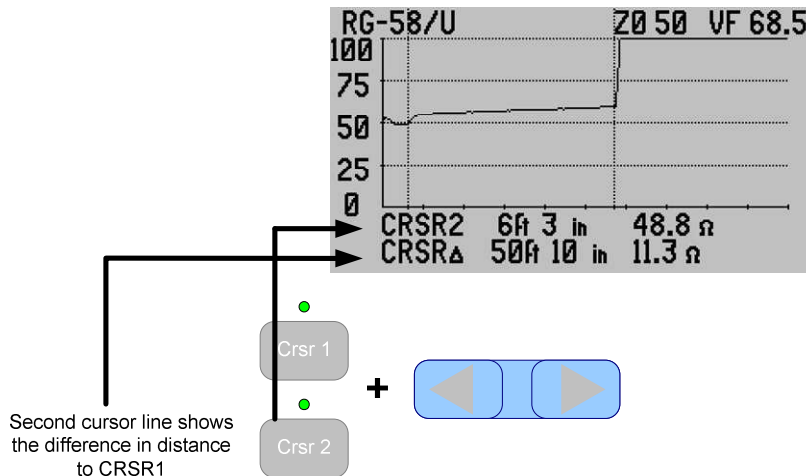 RG-58/U Z0 50 VF 68.5
100
75
50
25
0
CRSR2 6ft 3 in 48.8 Ω
CRSR∆ 50ft 10 in 11.3 Ω
Crsr 1
+
Crsr 2
Second cursor line shows
the difference in distance
to CRSR1